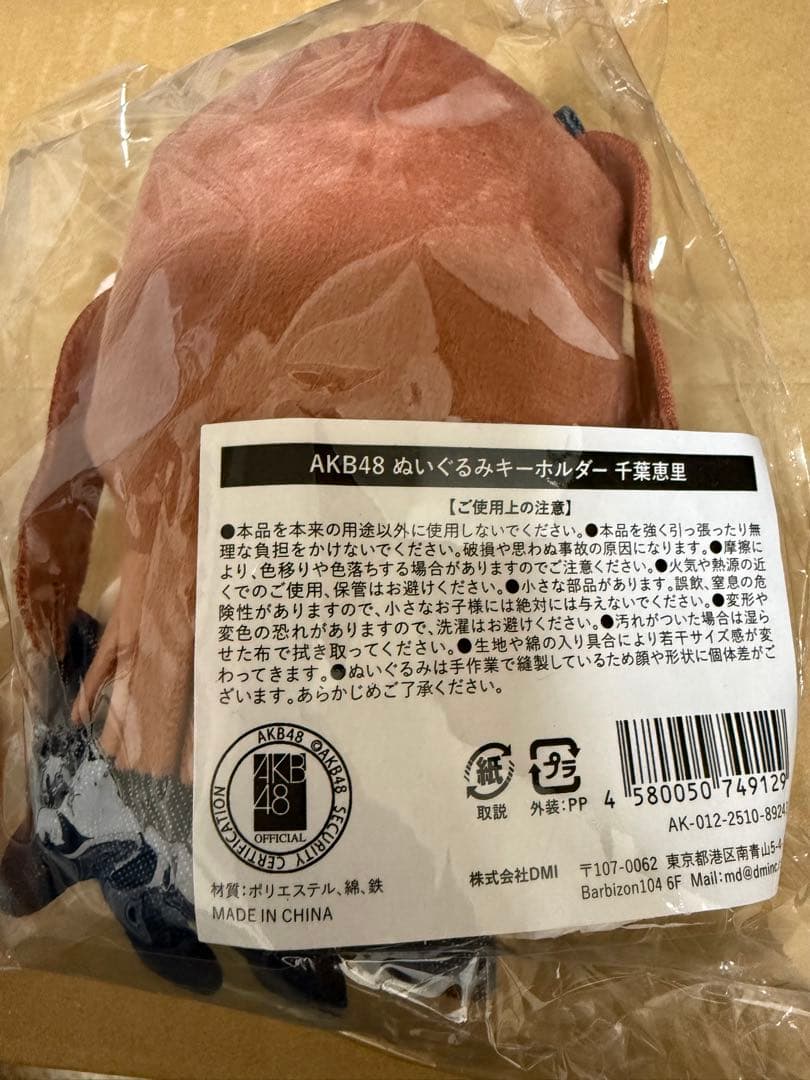 AKB48 ぬいぐるみキーホルダー 千葉恵里
【ご使用上の注意】
●本品を本来の用途以外に使用しないでください。●本品を強く引っ張ったり無
理な負担をかけないでください。破損や思わぬ事故の原因になります。●摩擦に
より、色移りや色落ちする場合がありますのでご注意ください。●火気や熱源の近
くでのご使用、保管はお避けください。●小さな部品があります。誤飲、窒息の危
険性がありますので、小さなお子様には絶対には与えないでください。●変形や
変色の恐れがありますので、洗濯はお避けください。●汚れがついた場合は湿ら
せた布で拭き取ってください。●生地や綿の入り具合により若干サイズ感が変
わってきます。●ぬいぐるみは手作業で縫製しているため顔や形状に個体差がご
ざいます。あらかじめご了承ください。
AKB48 ©AKB48 SECURITY CERTIFICATION
AKB
48
OFFICIAL
紙
取説
プラ
外装:PP
4 580050 749129
AK-012-2510-8924
材質:ポリエステル、綿、鉄
MADE IN CHINA
株式会社DMI
〒107-0062 東京都港区南青山5-4
Barbizon104 6F Mail:md@dminc.